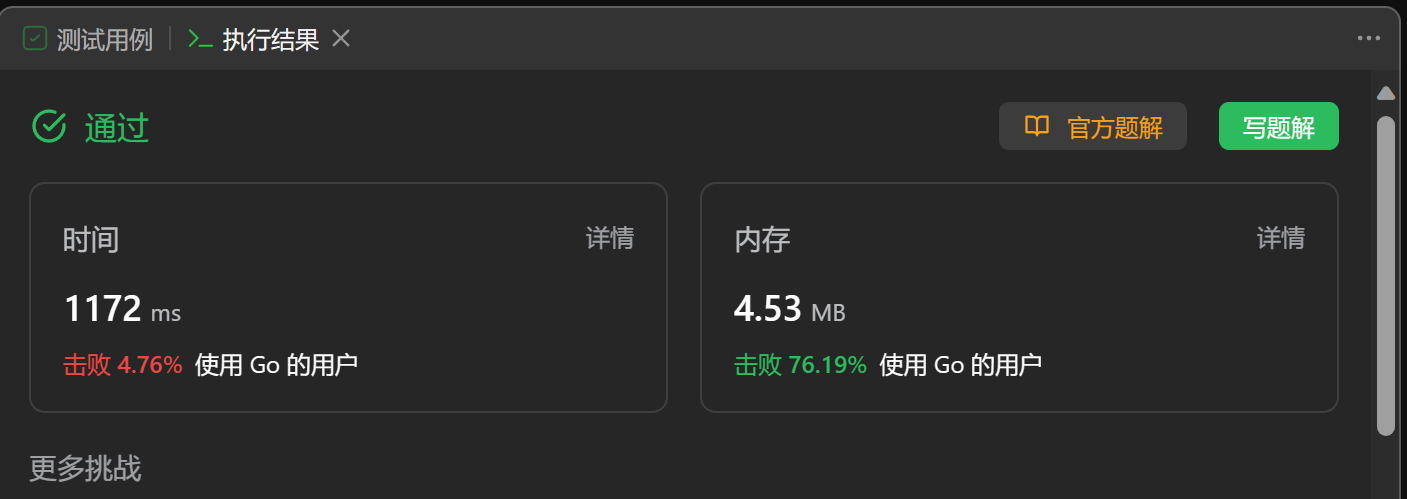 测试用例 执行结果
通过 官方题解 写题解
时间 详情
1172 ms
击败 4.76% 使用 Go 的用户
内存 详情
4.53 MB
击败 76.19% 使用 Go 的用户
更多挑战